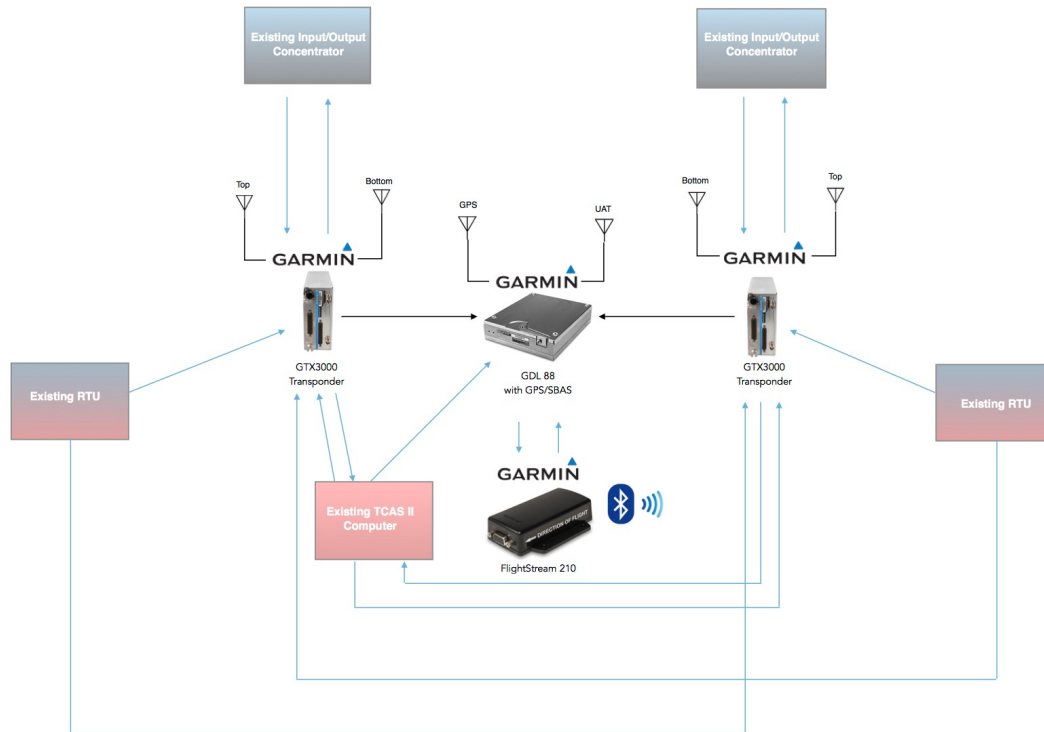 Existing Input/Output
Concentrator
Existing Input/Output
Concentrator
Top
Bottom
GPS
UAT
Bottom
Top
GARMIN
GARMIN
GARMIN
GTX3000
Transponder
GDL 88
with GPS/SBAS
GTX3000
Transponder
Existing RTU
Existing RTU
GARMIN
Existing TCAS II
Computer
DIRECTION OF FLIGHT
FlightStream 210